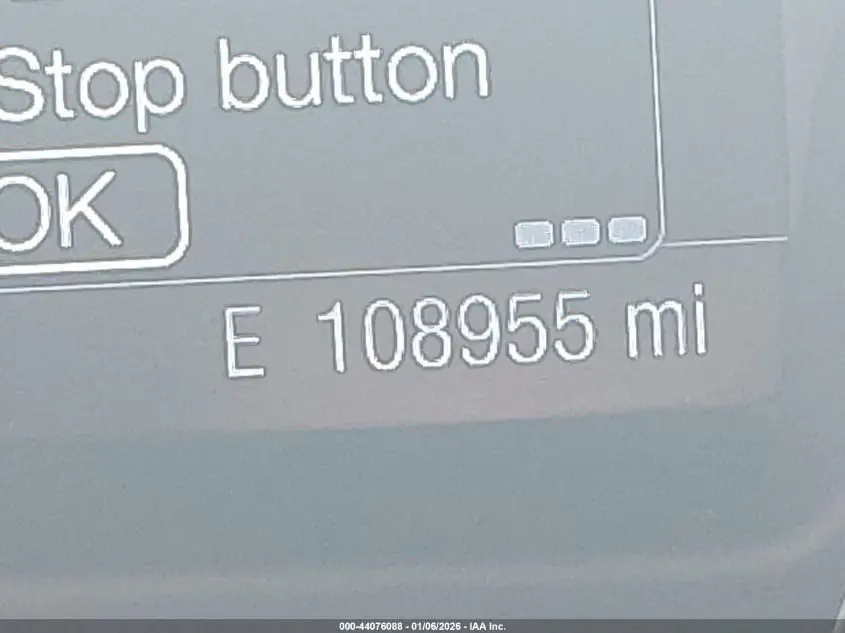 Stop button
OK
E 108955 mi
000-44076088 - 01/06/2026 - IAA Inc.